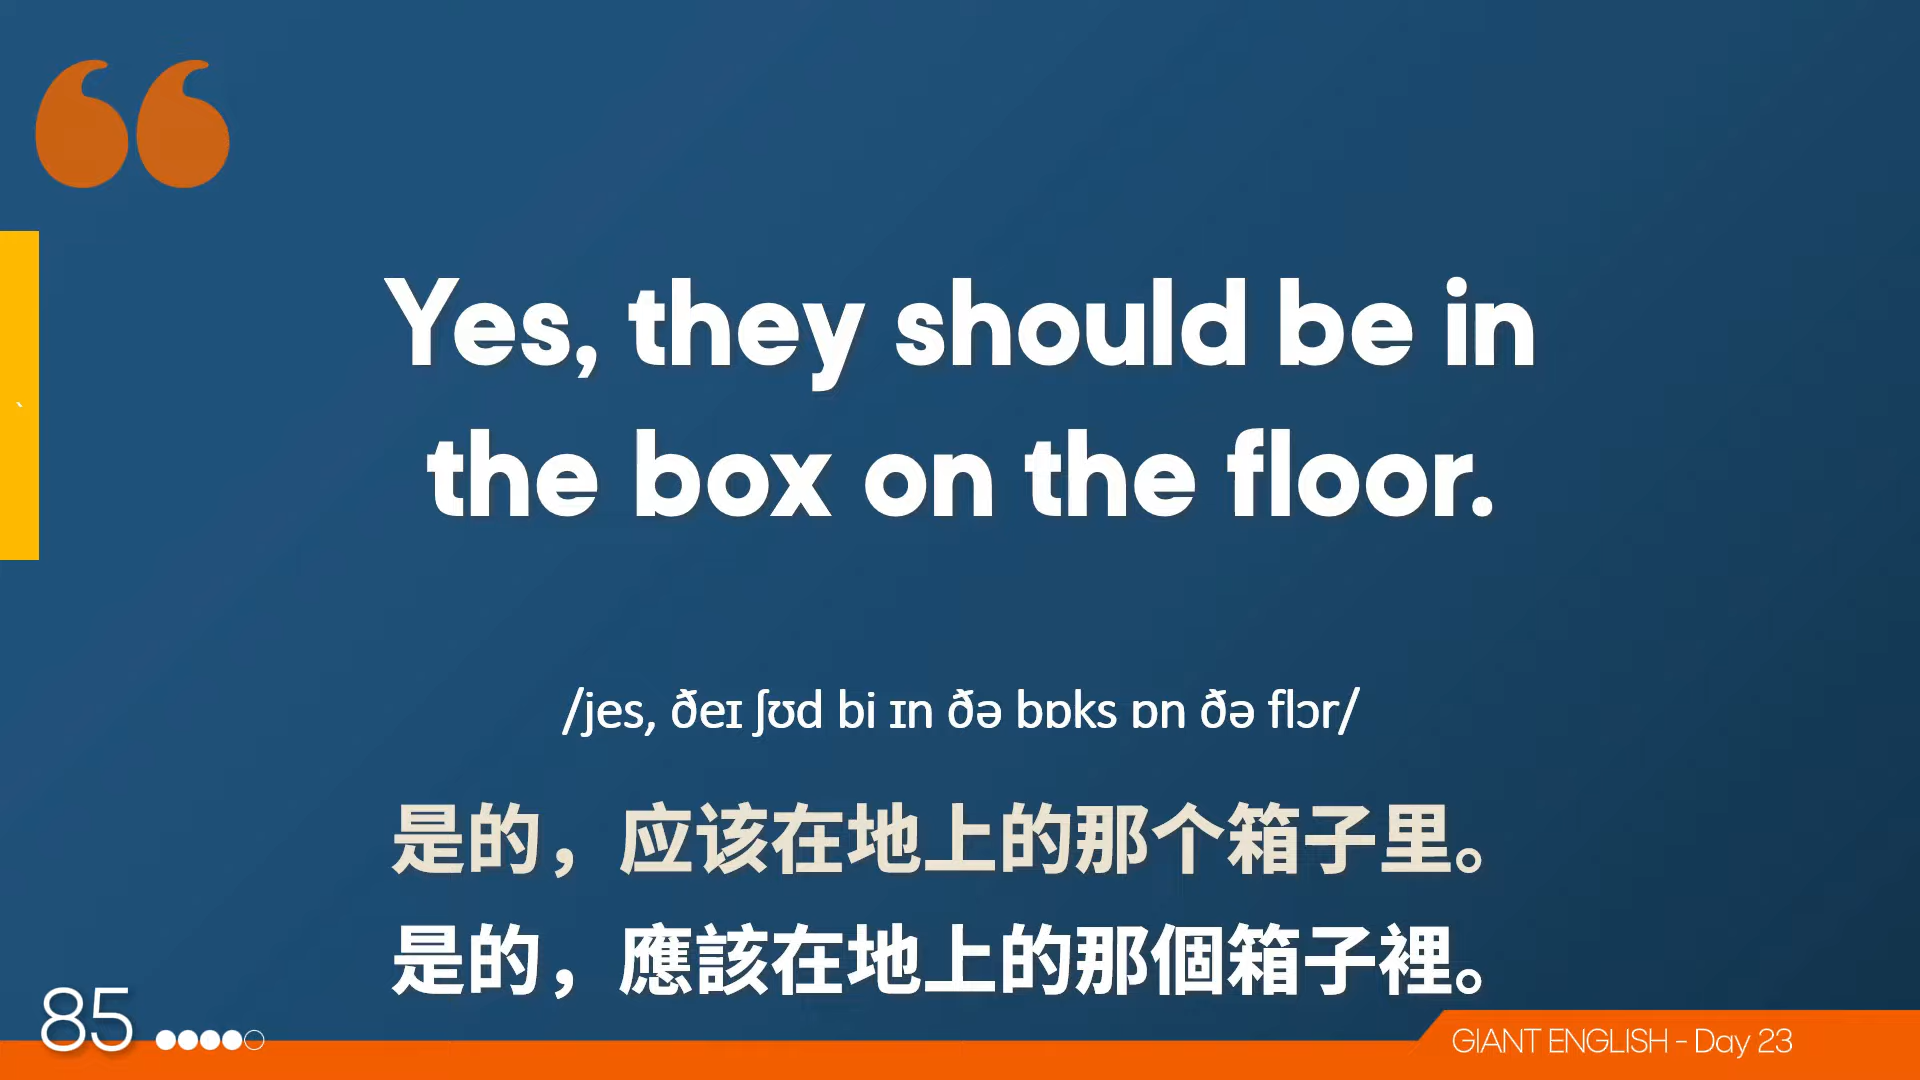 Yes, they should be in
the box on the floor.
/jes, ðeɪ ʃʊd bi ɪn ðə bɒks ɒn ðə flɔr/
是的，应该在地上的那个箱子里。
是的，應該在地上的那個箱子裡。
85
GIANT ENGLISH - Day 23